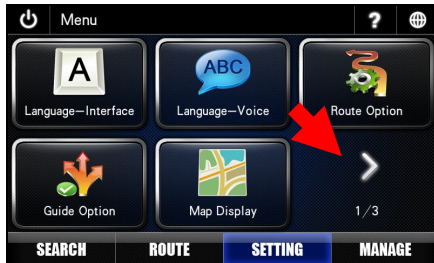 Menu
?
A
Language-Interface
ABC
Language-Voice
Route Option
Guide Option
Map Display
1/3
SEARCH ROUTE SETTING MANAGE